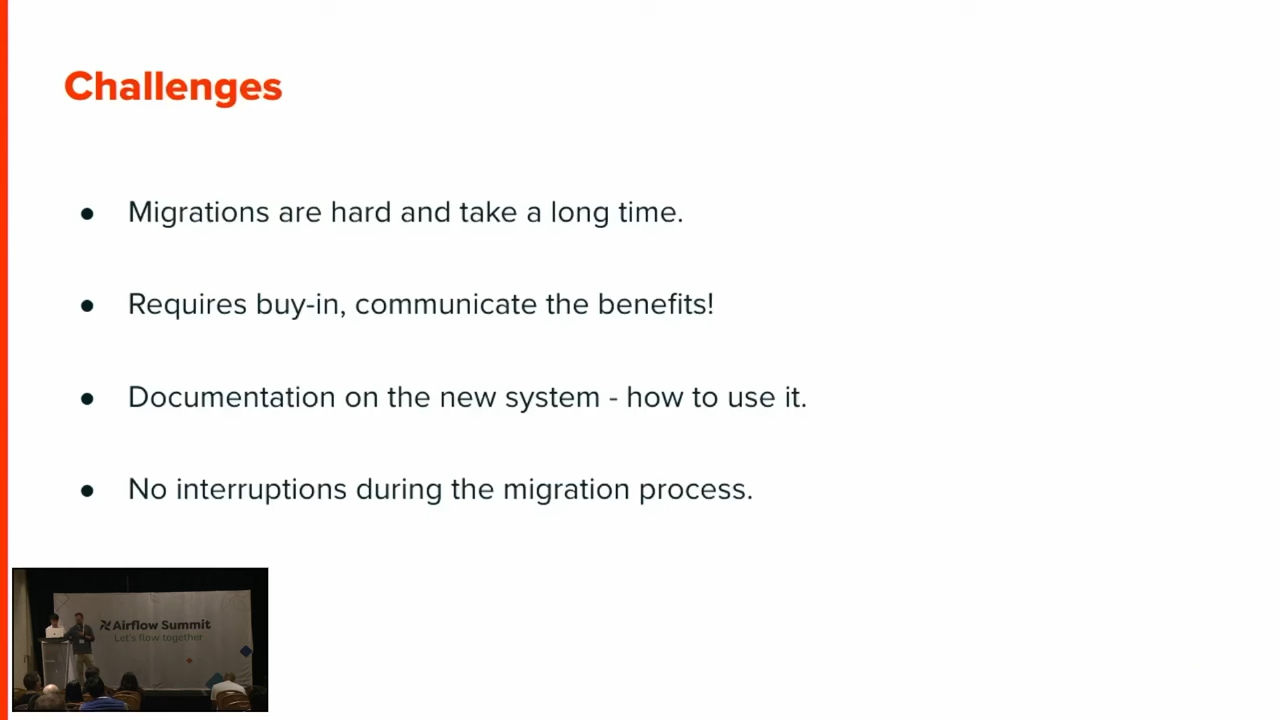 Challenges
● Migrations are hard and take a long time.
● Requires buy-in, communicate the benefits!
● Documentation on the new system - how to use it.
● No interruptions during the migration process.
Airflow Summit
Let's flow together